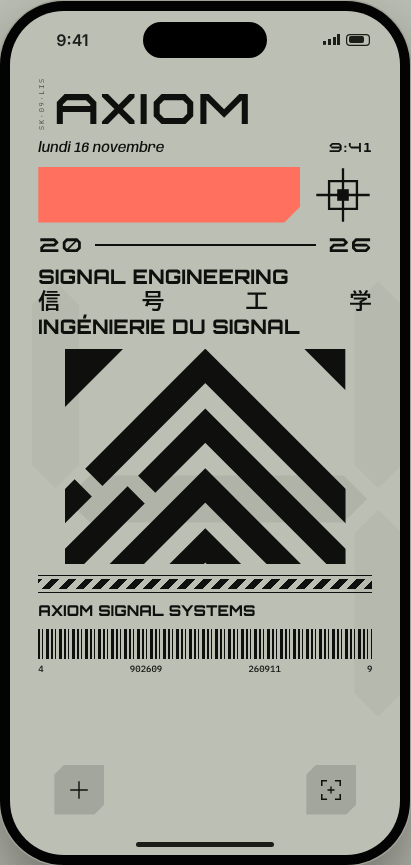 9:41
SK-09-LIS
AXIOM
lundi 16 novembre 9:41
20 26
SIGNAL ENGINEERING
信 号 工 学
INGÉNIERIE DU SIGNAL
AXIOM SIGNAL SYSTEMS
4 902609 260911 9